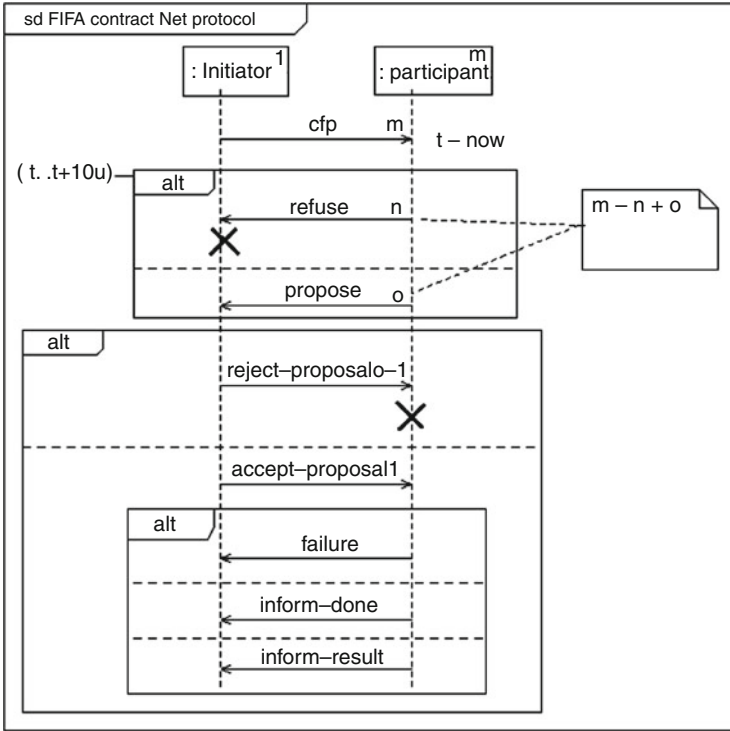 sd FIFA contract Net protocol
: Initiator 1
: participant m
cfp m
t – now
( t. .t+10u)
alt
refuse n
m – n + o
propose o
alt
reject–proposalo–1
accept–proposal1
alt
failure
inform–done
inform–result